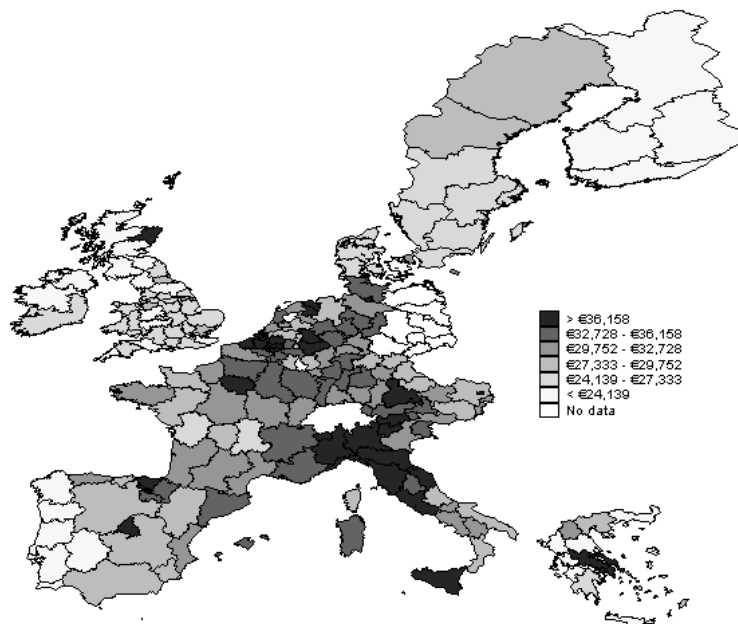 > €36,158
€32,728 - €36,158
€29,752 - €32,728
€27,333 - €29,752
€24,139 - €27,333
< €24,139
No data